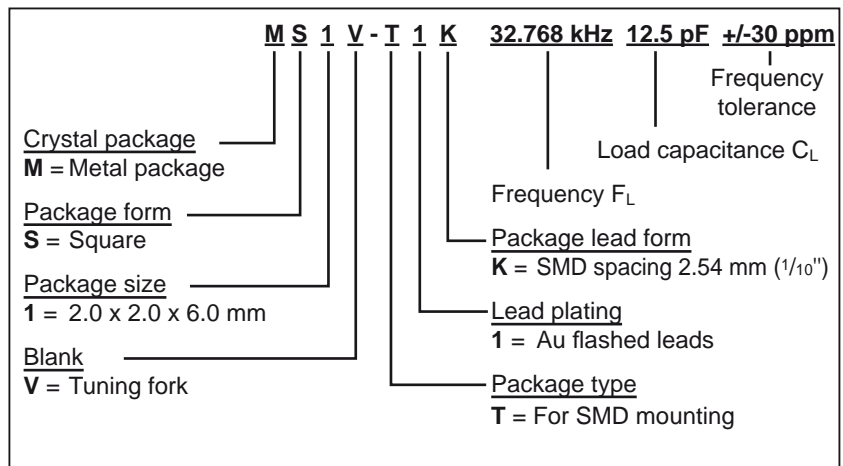 M S 1 V - T 1 K 32.768 kHz 12.5 pF +/-30 ppm
Frequency
tolerance
Load capacitance CL
Frequency FL
Crystal package
M = Metal package
Package form
S = Square
Package size
1 = 2.0 x 2.0 x 6.0 mm
Blank
V = Tuning fork
Package lead form
K = SMD spacing 2.54 mm (1/10")
Lead plating
1 = Au flashed leads
Package type
T = For SMD mounting